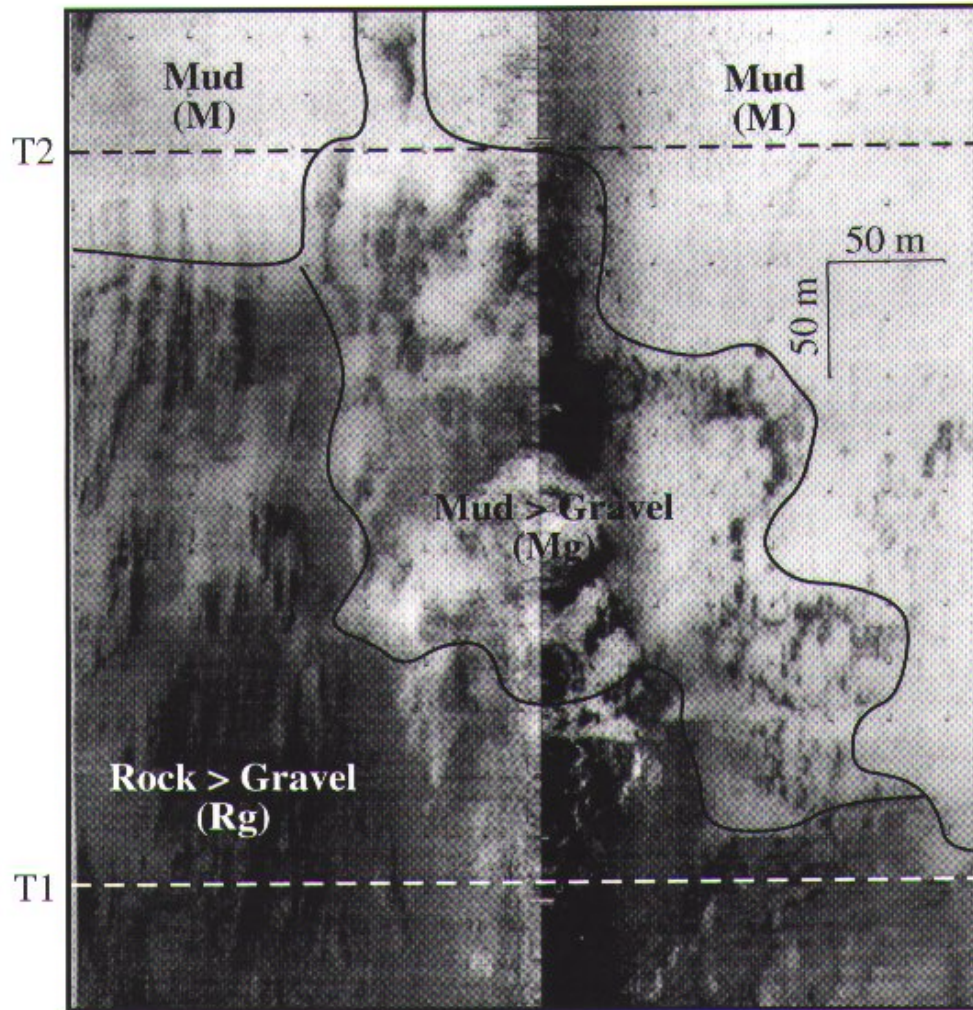 Mud
(M)
Mud
(M)
T2
50 m
50 m
Mud > Gravel
(Mg)
Rock > Gravel
(Rg)
T1